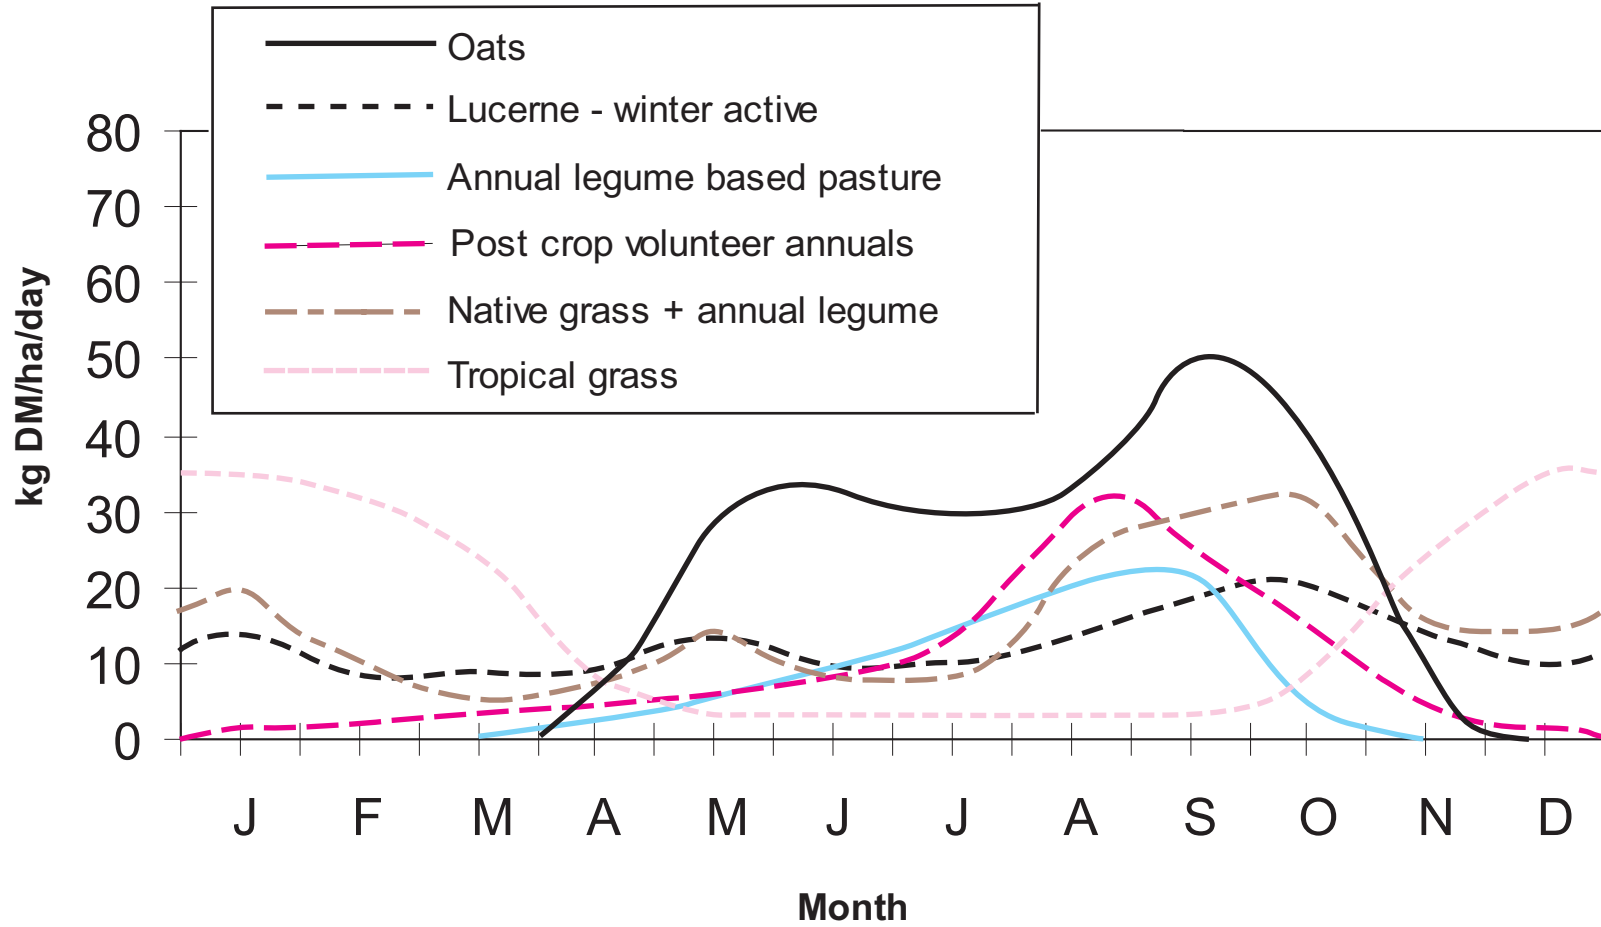 Oats
Lucerne - winter active
Annual legume based pasture
Post crop volunteer annuals
Native grass + annual legume
Tropical grass
kg DM/ha/day
80
70
60
50
40
30
20
10
0
J F M A M J J A S O N D
Month